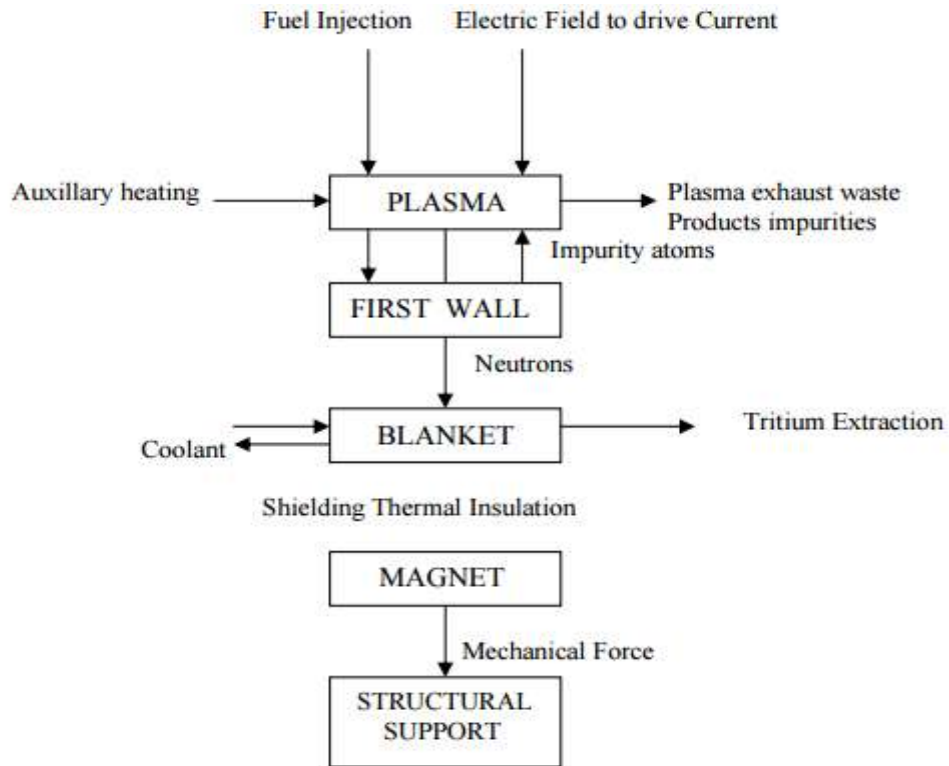 Fuel Injection
Electric Field to drive Current
Auxillary heating
PLASMA
Plasma exhaust waste
Products impurities
Impurity atoms
FIRST WALL
Neutrons
BLANKET
Tritium Extraction
Coolant
Shielding Thermal Insulation
MAGNET
Mechanical Force
STRUCTURAL
SUPPORT